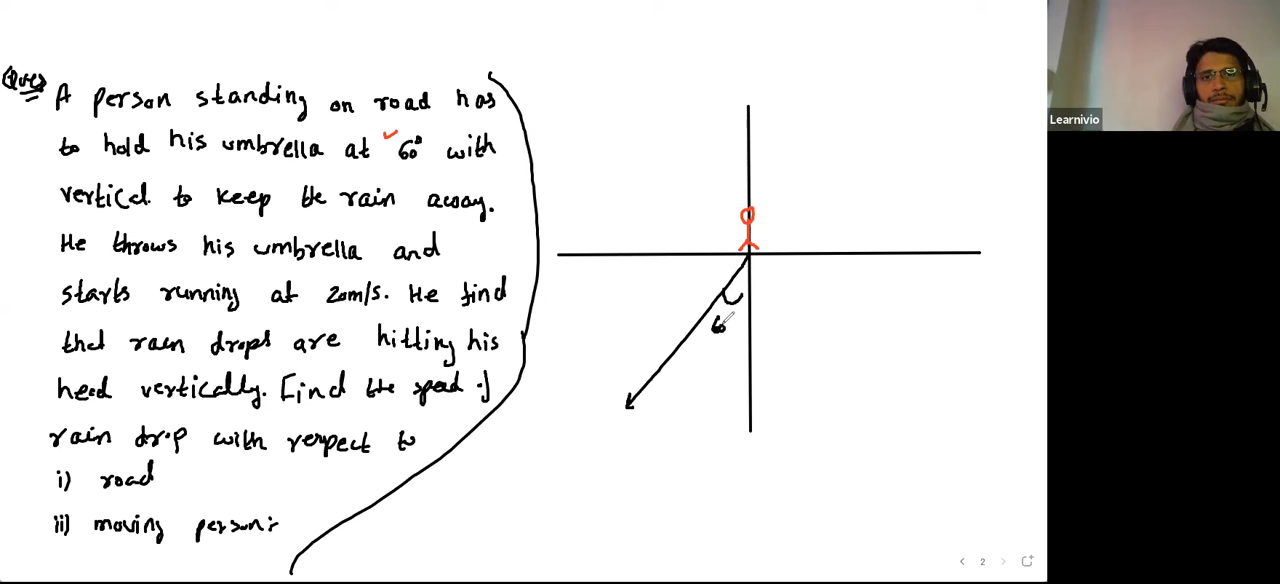 Ques A person standing on road has
to hold his umbrella at 60° with
vertical to keep the rain away.
He throws his umbrella and
starts running at 20m/s. He find
that rain drops are hitting his
head vertically. Find the speed of
rain drop with respect to
i) road
ii) moving person:
60
Learnivio
2